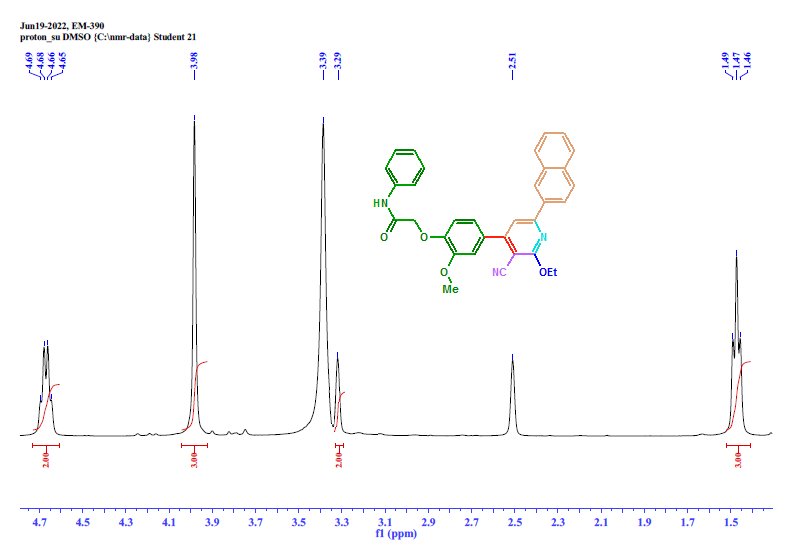 Jun19-2022, EM-390
proton_su DMSO {C:\nmr-data} Student 21
4.69
4.68
4.66
4.65
3.98
3.39
3.29
2.51
1.49
1.47
1.46
HN
O
O
O
Me
NC
N
OEt
2.00
3.00
2.00
3.00
4.7 4.5 4.3 4.1 3.9 3.7 3.5 3.3 3.1 2.9 2.7 2.5 2.3 2.1 1.9 1.7 1.5
f1 (ppm)